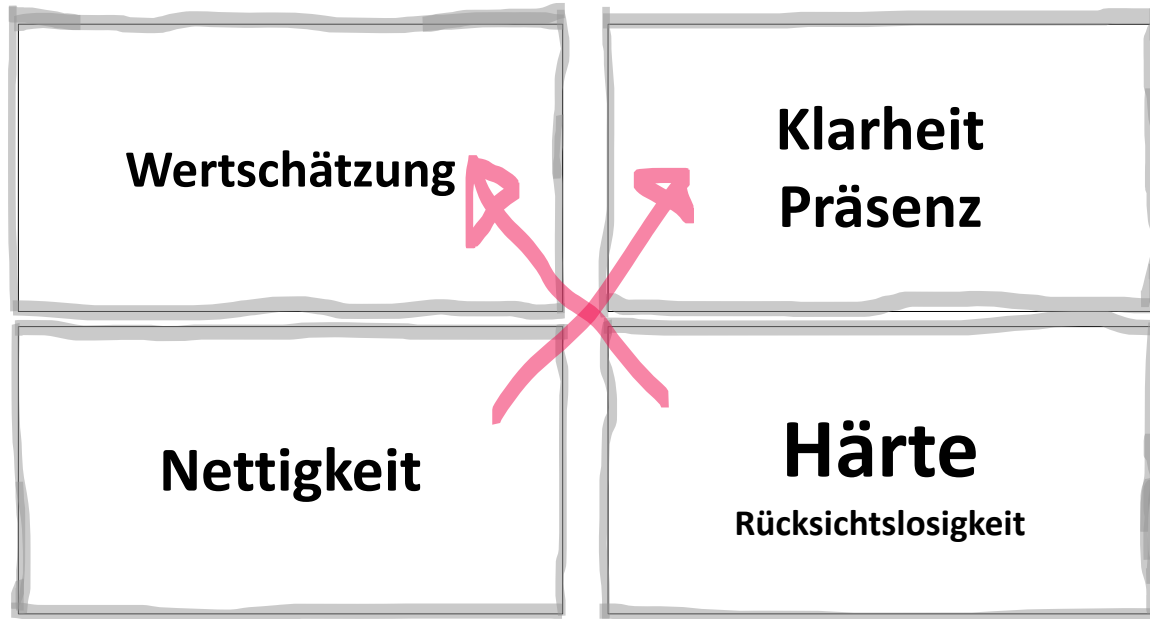 Wertschätzung
Klarheit
Präsenz
Nettigkeit
Härte
Rücksichtslosigkeit